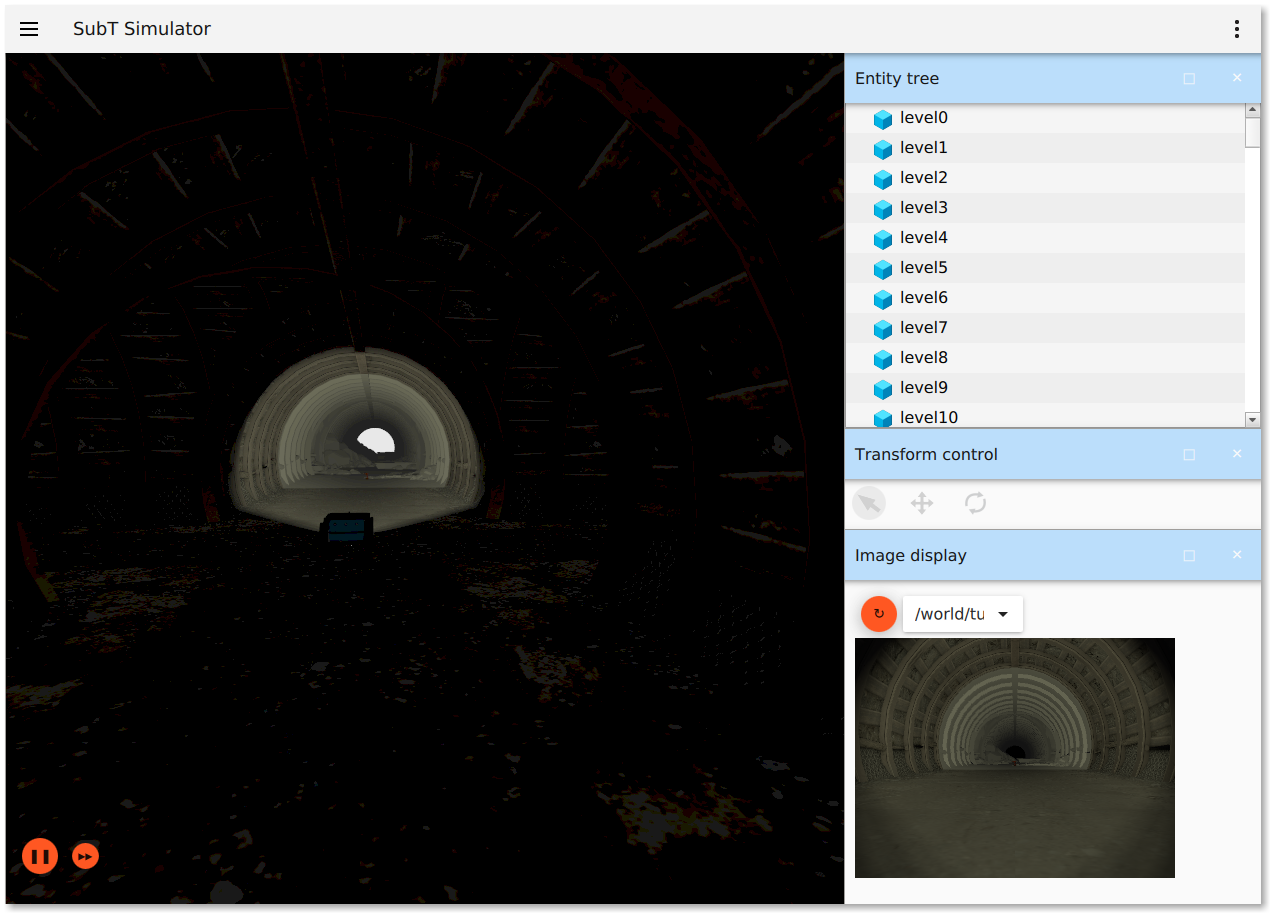 SubT Simulator
Entity tree
level0
level1
level2
level3
level4
level5
level6
level7
level8
level9
level10
Transform control
Image display
/world/tu